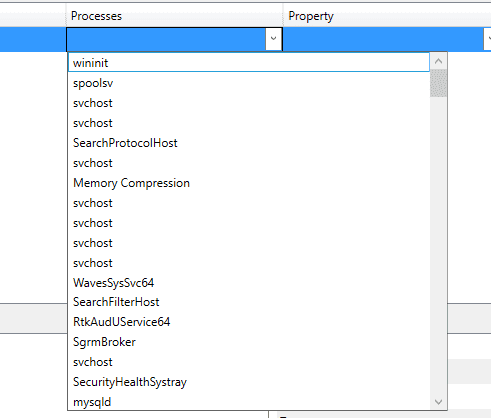 Processes Property
wininit
spoolsv
svchost
svchost
SearchProtocolHost
svchost
Memory Compression
svchost
svchost
svchost
svchost
WavesSysSvc64
SearchFilterHost
RtkAudUService64
SgrmBroker
svchost
SecurityHealthSystray
mysqld